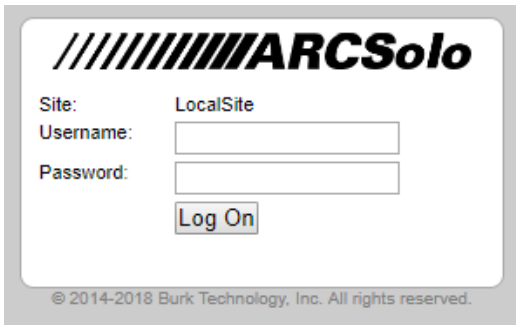 ARCSolo
Site: LocalSite
Username:
Password:
Log On
© 2014-2018 Burk Technology, Inc. All rights reserved.